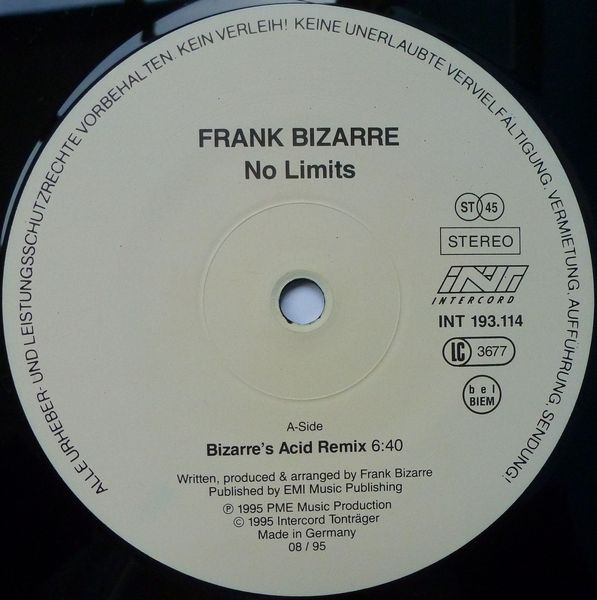 ALLE URHEBER- UND LEISTUNGSSCHUTZRECHTE VORBEHALTEN. KEIN VERLEIH! KEINE UNERLAUBTE VERVIELFÄLTIGUNG, VERMIETUNG, AUFFÜHRUNG, SENDUNG!
FRANK BIZARRE
No Limits
ST 45
STEREO
INT
INTERCORD
INT 193.114
LC 3677
bel
BIEM
A-Side
Bizarre's Acid Remix 6:40
Written, produced & arranged by Frank Bizarre
Published by EMI Music Publishing
℗ 1995 PME Music Production
© 1995 Intercord Tonträger
Made in Germany
08 / 95